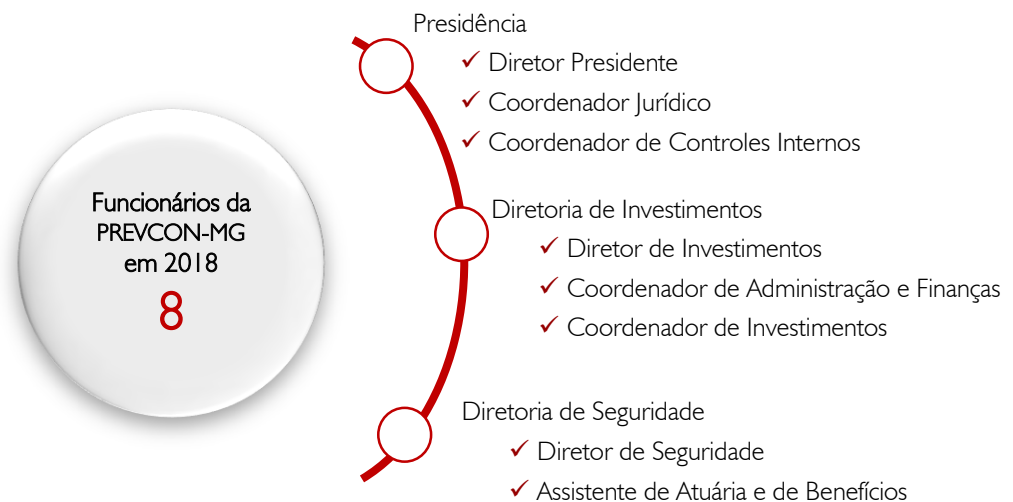 Funcionários da
PREVCON-MG
em 2018
8
Presidência
✓ Diretor Presidente
✓ Coordenador Jurídico
✓ Coordenador de Controles Internos
Diretoria de Investimentos
✓ Diretor de Investimentos
✓ Coordenador de Administração e Finanças
✓ Coordenador de Investimentos
Diretoria de Seguridade
✓ Diretor de Seguridade
✓ Assistente de Atuária e de Benefícios